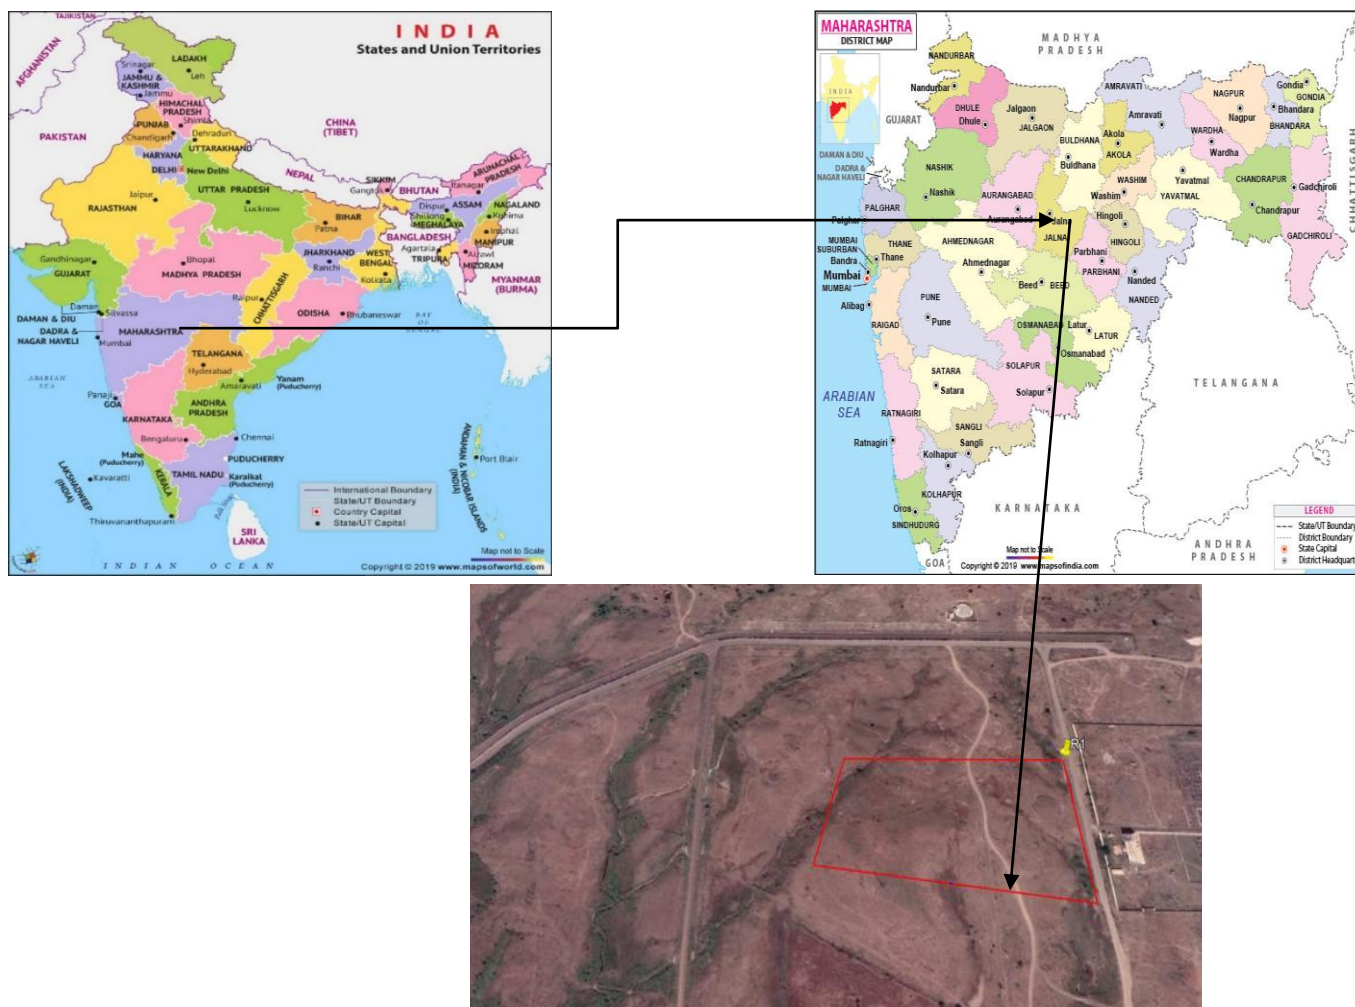 INDIA
States and Union Territories
TAJIKISTAN
AFGHANISTAN
LADAKH
Leh
Srinagar
JAMMU &
KASHMIR
Jammu
HIMACHAL
PRADESH
Shimla
PAKISTAN
PUNJAB
Chandigarh
Dehradun
UTTARAKHAND
HARYANA
DELHI
New Delhi
CHINA
(TIBET)
NEPAL
RAJASTHAN
Jaipur
UTTAR PRADESH
Lucknow
SIKKIM
Gangtok
BHUTAN
ARUNACHAL
PRADESH
Itanagar
Dispur
ASSAM
NAGALAND
Kohima
Shillong
MEGHALAYA
Imphal
MANIPUR
BIHAR
Patna
BANGLADESH
Agartala
TRIPURA
Aizawl
MIZORAM
MYANMAR
(BURMA)
Gandhinagar
GUJARAT
Bhopal
MADHYA PRADESH
JHARKHAND
Ranchi
WEST
BENGAL
Kolkata
Raipur
CHHATTISGARH
ODISHA
Bhubaneswar
BAY
OF
Daman
Silvassa
DAMAN & DIU
DADRA &
NAGAR HAVELI
MAHARASHTRA
Mumbai
TELANGANA
Hyderabad
Amaravati
Yanam
(Puducherry)
ARABIAN
SEA
Panaji
GOA
KARNATAKA
ANDHRA
PRADESH
Bengaluru
Chennai
Mahe
(Puducherry)
PUDUCHERRY
TAMIL NADU
Karaikal
(Puducherry)
KERALA
LAKSHADWEEP
(INDIA)
Kavaratti
Thiruvananthapuram
SRI
LANKA
ANDAMAN & NICOBAR ISLANDS
(INDIA)
Port Blair
International Boundary
State/UT Boundary
Country Capital
State/UT Capital
INDIAN OCEAN
Map not to Scale
Copyright © 2019 www.mapsofworld.com
MAHARASHTRA
DISTRICT MAP
INDIA
MADHYA
PRADESH
NANDURBAR
Nandurbar
GUJARAT
DHULE
Dhule
Jalgaon
JALGAON
BULDHANA
Buldhana
Akola
AKOLA
AMRAVATI
Amravati
NAGPUR
Nagpur
WARDHA
Wardha
Bhandara
BHANDARA
Gondia
GONDIA
CHHATTISGARH
DAMAN & DIU
DADRA &
NAGAR HAVELI
NASHIK
Nashik
AURANGABAD
Aurangabad
Jalna
JALNA
WASHIM
Washim
Yavatmal
YAVATMAL
CHANDRAPUR
Chandrapur
Gadchiroli
GADCHIROLI
PALGHAR
Palghar
THANE
Thane
MUMBAI
SUBURBAN
Bandra
Mumbai
MUMBAI
AHMEDNAGAR
Ahmednagar
Hingoli
HINGOLI
Parbhani
PARBHANI
Nanded
NANDED
Beed
BEED
Alibag
RAIGAD
PUNE
Pune
OSMANABAD
Osmanabad
Latur
LATUR
SATARA
Satara
SOLAPUR
Solapur
TELANGANA
ARABIAN
SEA
RATNAGIRI
Ratnagiri
SANGLI
Sangli
Kolhapur
KOLHAPUR
Oros
SINDHUDURG
GOA
KARNATAKA
ANDHRA
PRADESH
LEGEND
State/UT Boundary
District Boundary
State Capital
District Headquart
Map not to Scale
Copyright © 2019 www.mapsofindia.com
R1